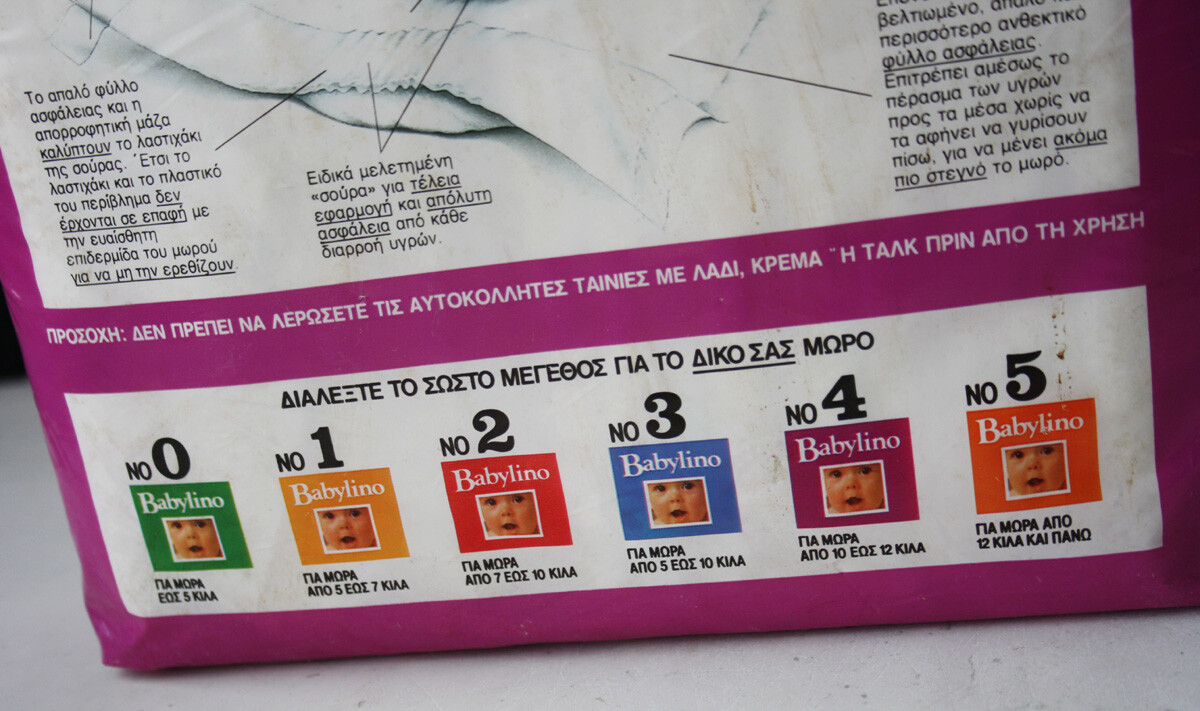 Το απαλό φύλλο
ασφάλειας και η
απορροφητική μάζα
καλύπτουν το λαστιχάκι
της σούρας. Έτσι το
λαστιχάκι και το πλαστικό
του περίβλημα δεν
έρχονται σε επαφή με
την ευαίσθητη
επιδερμίδα του μωρού
για να μη την ερεθίζουν.
Ειδικά μελετημένη
«σούρα» για τέλεια
εφαρμογή και απόλυτη
ασφάλεια από κάθε
διαρροή υγρών.
βελτιωμένο, απαλό
περισσότερο ανθεκτικό
φύλλο ασφάλειας.
Επιτρέπει αμέσως το
πέρασμα των υγρών
προς τα μέσα χωρίς να
τα αφήνει να γυρίσουν
πίσω, για να μένει ακόμα
πιο στεγνό το μωρό.
ΠΡΟΣΟΧΗ: ΔΕΝ ΠΡΕΠΕΙ ΝΑ ΛΕΡΩΣΕΤΕ ΤΙΣ ΑΥΤΟΚΟΛΛΗΤΕΣ ΤΑΙΝΙΕΣ ΜΕ ΛΑΔΙ, ΚΡΕΜΑ ¨Η ΤΑΛΚ ΠΡΙΝ ΑΠΟ ΤΗ ΧΡΗΣΗ
ΔΙΑΛΕΞΤΕ ΤΟ ΣΩΣΤΟ ΜΕΓΕΘΟΣ ΓΙΑ ΤΟ ΔΙΚΟ ΣΑΣ ΜΩΡΟ
NO 0
Babylino
ΓΙΑ ΜΩΡΑ
ΕΩΣ 5 ΚΙΛΑ
NO 1
Babylino
ΓΙΑ ΜΩΡΑ
ΑΠΟ 5 ΕΩΣ 7 ΚΙΛΑ
NO 2
Babylino
ΓΙΑ ΜΩΡΑ
ΑΠΟ 7 ΕΩΣ 10 ΚΙΛΑ
NO 3
Babylino
ΓΙΑ ΜΩΡΑ
ΑΠΟ 5 ΕΩΣ 10 ΚΙΛΑ
NO 4
Babylino
ΓΙΑ ΜΩΡΑ
ΑΠΟ 10 ΕΩΣ 12 ΚΙΛΑ
NO 5
Babylino
ΓΙΑ ΜΩΡΑ ΑΠΟ
12 ΚΙΛΑ ΚΑΙ ΠΑΝΩ